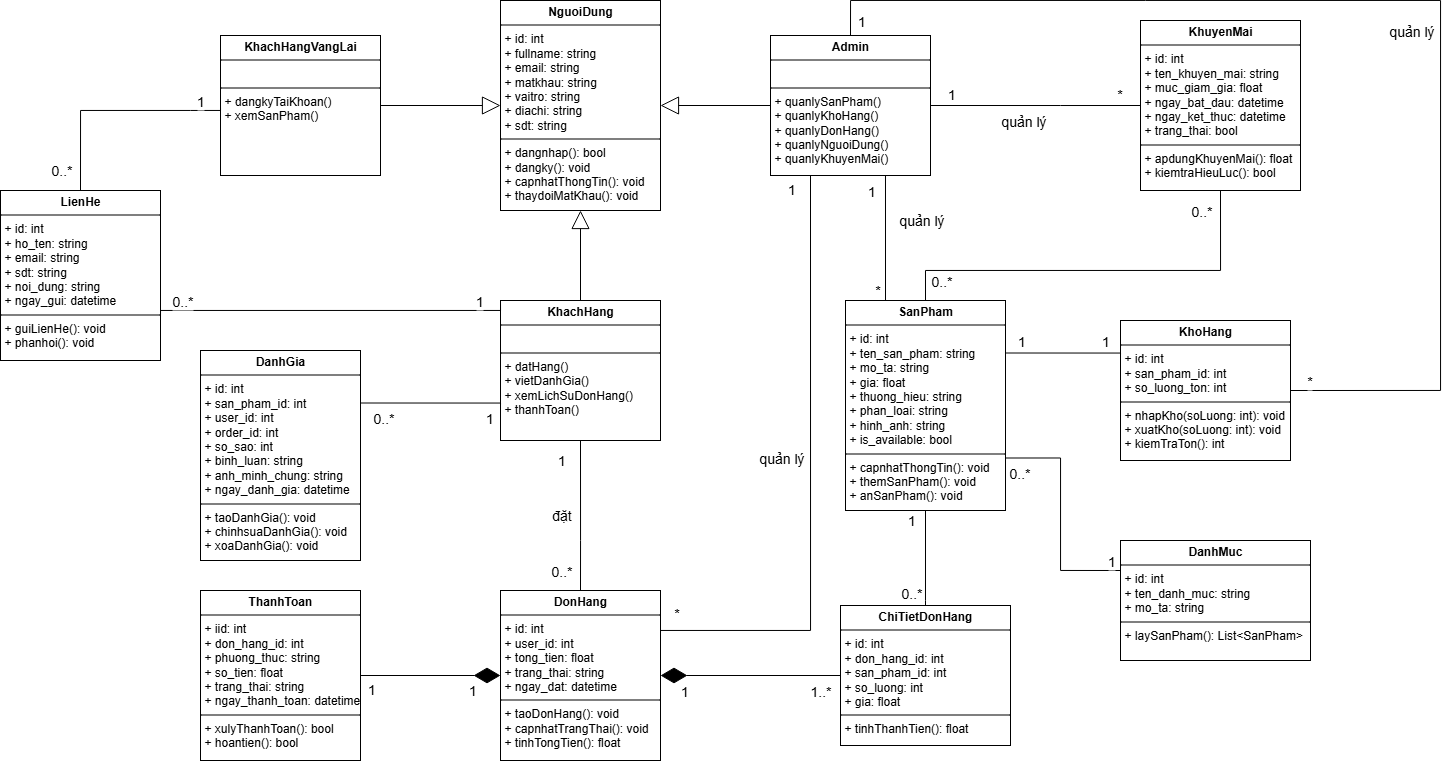 NguoiDung
+ id: int
+ fullname: string
+ email: string
+ matkhau: string
+ vaitro: string
+ diachi: string
+ sdt: string
+ dangnhap(): bool
+ dangky(): void
+ capnhatThongTin(): void
+ thaydoiMatKhau(): void
KhachHangVangLai
+ dangkyTaiKhoan()
+ xemSanPham()
1
0..*
Admin
+ quanlySanPham()
+ quanlyKhoHang()
+ quanlyDonHang()
+ quanlyNguoiDung()
+ quanlyKhuyenMai()
1
quản lý
1
quản lý
*
KhuyenMai
+ id: int
+ ten_khuyen_mai: string
+ muc_giam_gia: float
+ ngay_bat_dau: datetime
+ ngay_ket_thuc: datetime
+ trang_thai: bool
+ apdungKhuyenMai(): float
+ kiemtraHieuLuc(): bool
0..*
0..*
1
1
quản lý
*
LienHe
+ id: int
+ ho_ten: string
+ email: string
+ sdt: string
+ noi_dung: string
+ ngay_gui: datetime
+ guiLienHe(): void
+ phanhoi(): void
0..*
1
KhachHang
+ datHang()
+ vietDanhGia()
+ xemLichSuDonHang()
+ thanhToan()
SanPham
+ id: int
+ ten_san_pham: string
+ mo_ta: string
+ gia: float
+ thuong_hieu: string
+ phan_loai: string
+ hinh_anh: string
+ is_available: bool
+ capnhatThongTin(): void
+ themSanPham(): void
+ anSanPham(): void
1
1
KhoHang
+ id: int
+ san_pham_id: int
+ so_luong_ton: int
+ nhapKho(soLuong: int): void
+ xuatKho(soLuong: int): void
+ kiemTraTon(): int
*
DanhGia
+ id: int
+ san_pham_id: int
+ user_id: int
+ order_id: int
+ so_sao: int
+ binh_luan: string
+ anh_minh_chung: string
+ ngay_danh_gia: datetime
+ taoDanhGia(): void
+ chinhsuaDanhGia(): void
+ xoaDanhGia(): void
0..*
1
1
đặt
0..*
quản lý
*
0..*
1
1
0..*
DanhMuc
+ id: int
+ ten_danh_muc: string
+ mo_ta: string
+ laySanPham(): List<SanPham>
ThanhToan
+ iid: int
+ don_hang_id: int
+ phuong_thuc: string
+ so_tien: float
+ trang_thai: string
+ ngay_thanh_toan: datetime
+ xulyThanhToan(): bool
+ hoantien(): bool
1
1
DonHang
+ id: int
+ user_id: int
+ tong_tien: float
+ trang_thai: string
+ ngay_dat: datetime
+ taoDonHang(): void
+ capnhatTrangThai(): void
+ tinhTongTien(): float
1
1..*
ChiTietDonHang
+ id: int
+ don_hang_id: int
+ san_pham_id: int
+ so_luong: int
+ gia: float
+ tinhThanhTien(): float